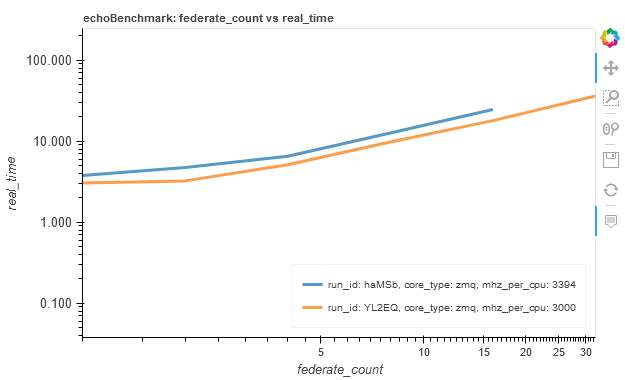 echoBenchmark: federate_count vs real_time
100.000
10.000
1.000
0.100
real_time
run_id: haMSb, core_type: zmq, mhz_per_cpu: 3394
run_id: YL2EQ, core_type: zmq, mhz_per_cpu: 3000
5 10 15 20 25 30
federate_count